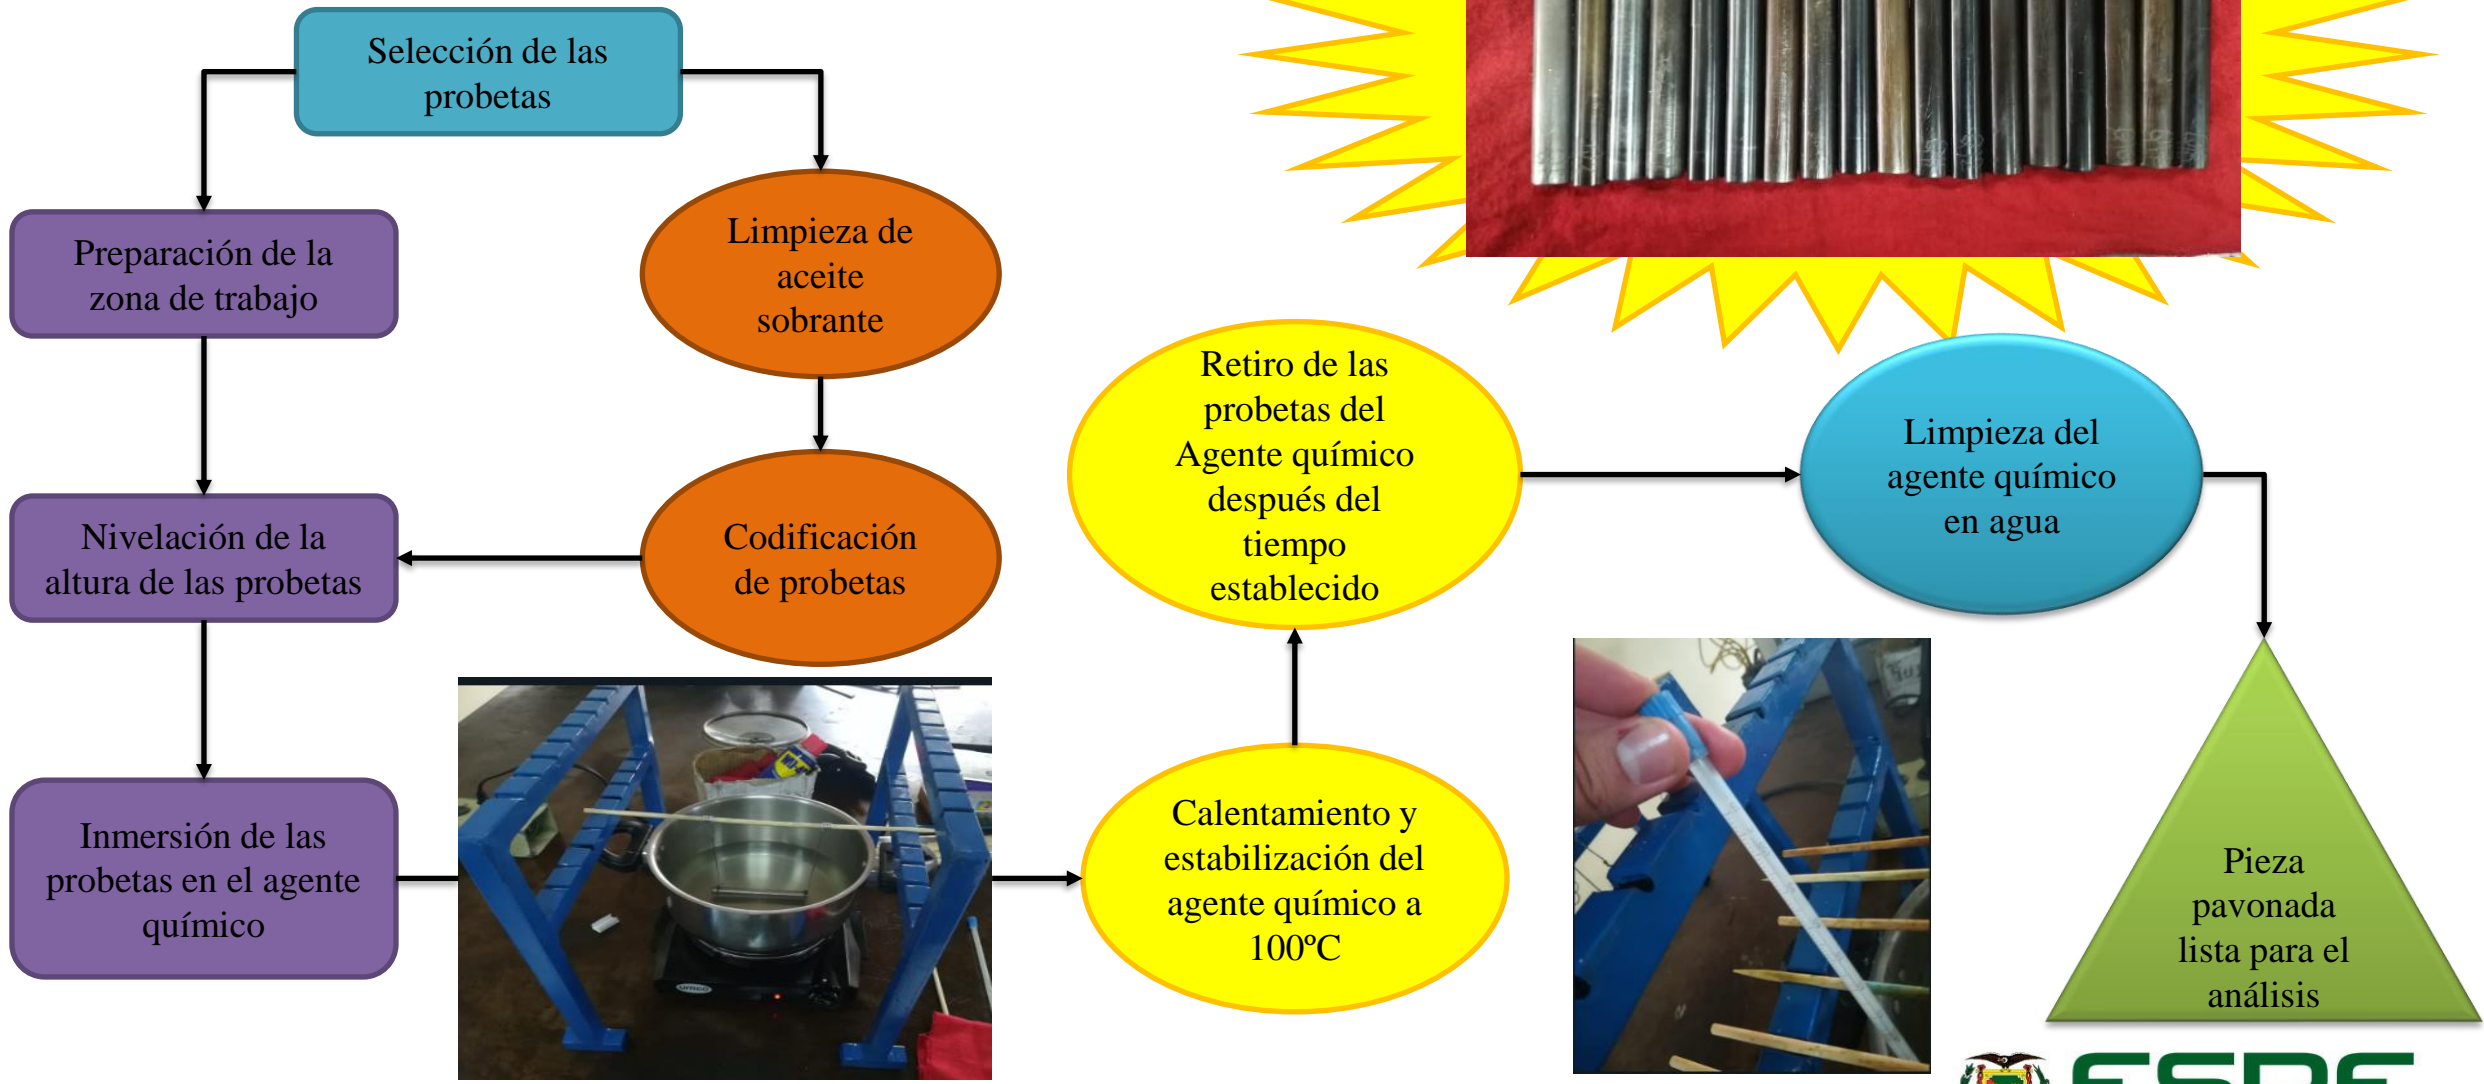 Selección de las
probetas
Preparación de la
zona de trabajo
Limpieza de
aceite
sobrante
Nivelación de la
altura de las probetas
Codificación
de probetas
Inmersión de las
probetas en el agente
químico
Calentamiento y
estabilización del
agente químico a
100ºC
Retiro de las
probetas del
Agente químico
después del
tiempo
establecido
Limpieza del
agente químico
en agua
Pieza
pavonada
lista para el
análisis
UMCO
ESPE